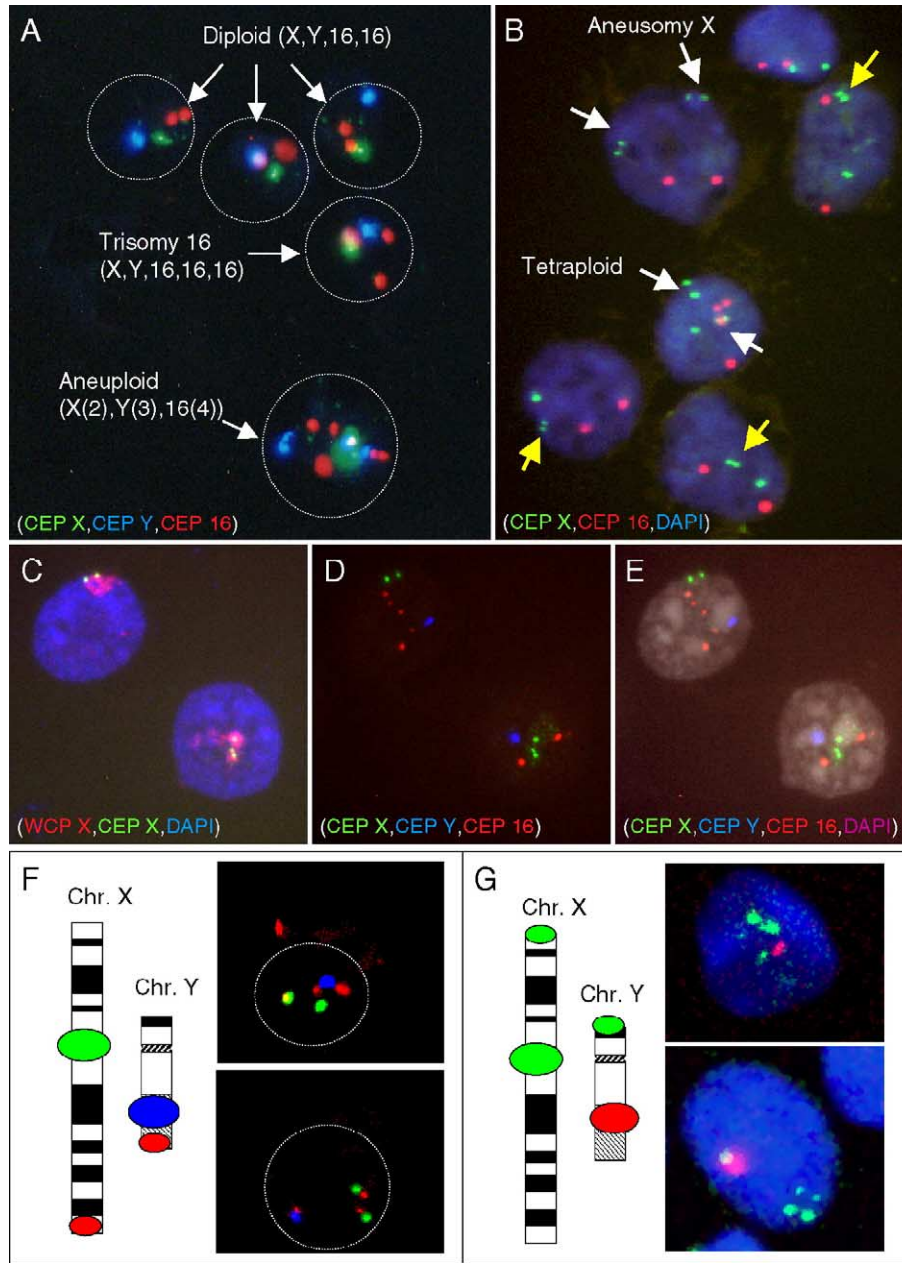 A
Diploid (X,Y,16,16)
Trisomy 16
(X,Y,16,16,16)
Aneuploid
(X(2),Y(3),16(4))
(CEP X,CEP Y,CEP 16)
B
Aneusomy X
Tetraploid
(CEP X,CEP 16,DAPI)
C
(WCP X,CEP X,DAPI)
D
(CEP X,CEP Y,CEP 16)
E
(CEP X,CEP Y,CEP 16,DAPI)
F
Chr. X
Chr. Y
G
Chr. X
Chr. Y